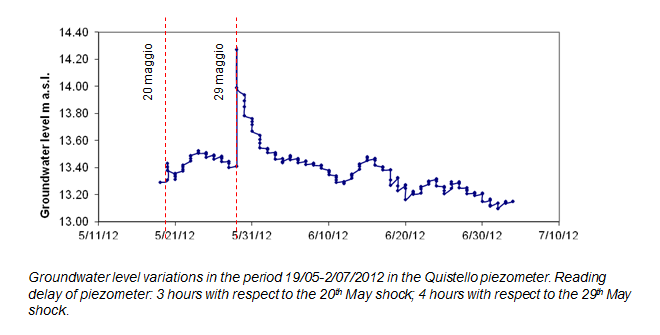 14.40
14.20
14.00
13.80
13.60
13.40
13.20
13.00
Groundwater level m a.s.l.
20 maggio
29 maggio
5/11/12 5/21/12 5/31/12 6/10/12 6/20/12 6/30/12 7/10/12
Groundwater level variations in the period 19/05-2/07/2012 in the Quistello piezometer. Reading
delay of piezometer: 3 hours with respect to the 20th May shock; 4 hours with respect to the 29th May
shock.